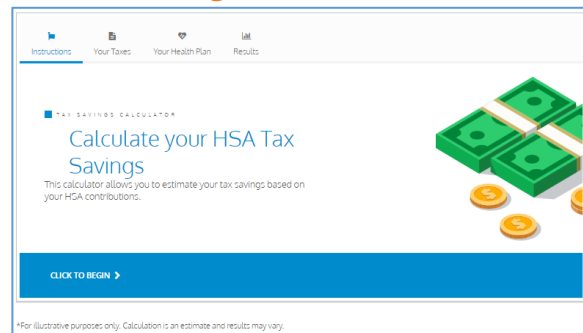 Instructions Your Taxes Your Health Plan Results
TAX SAVINGS CALCULATOR
Calculate your HSA Tax
Savings
This calculator allows you to estimate your tax savings based on
your HSA contributions.
CLICK TO BEGIN >
*For illustrative purposes only. Calculation is an estimate and results may vary.